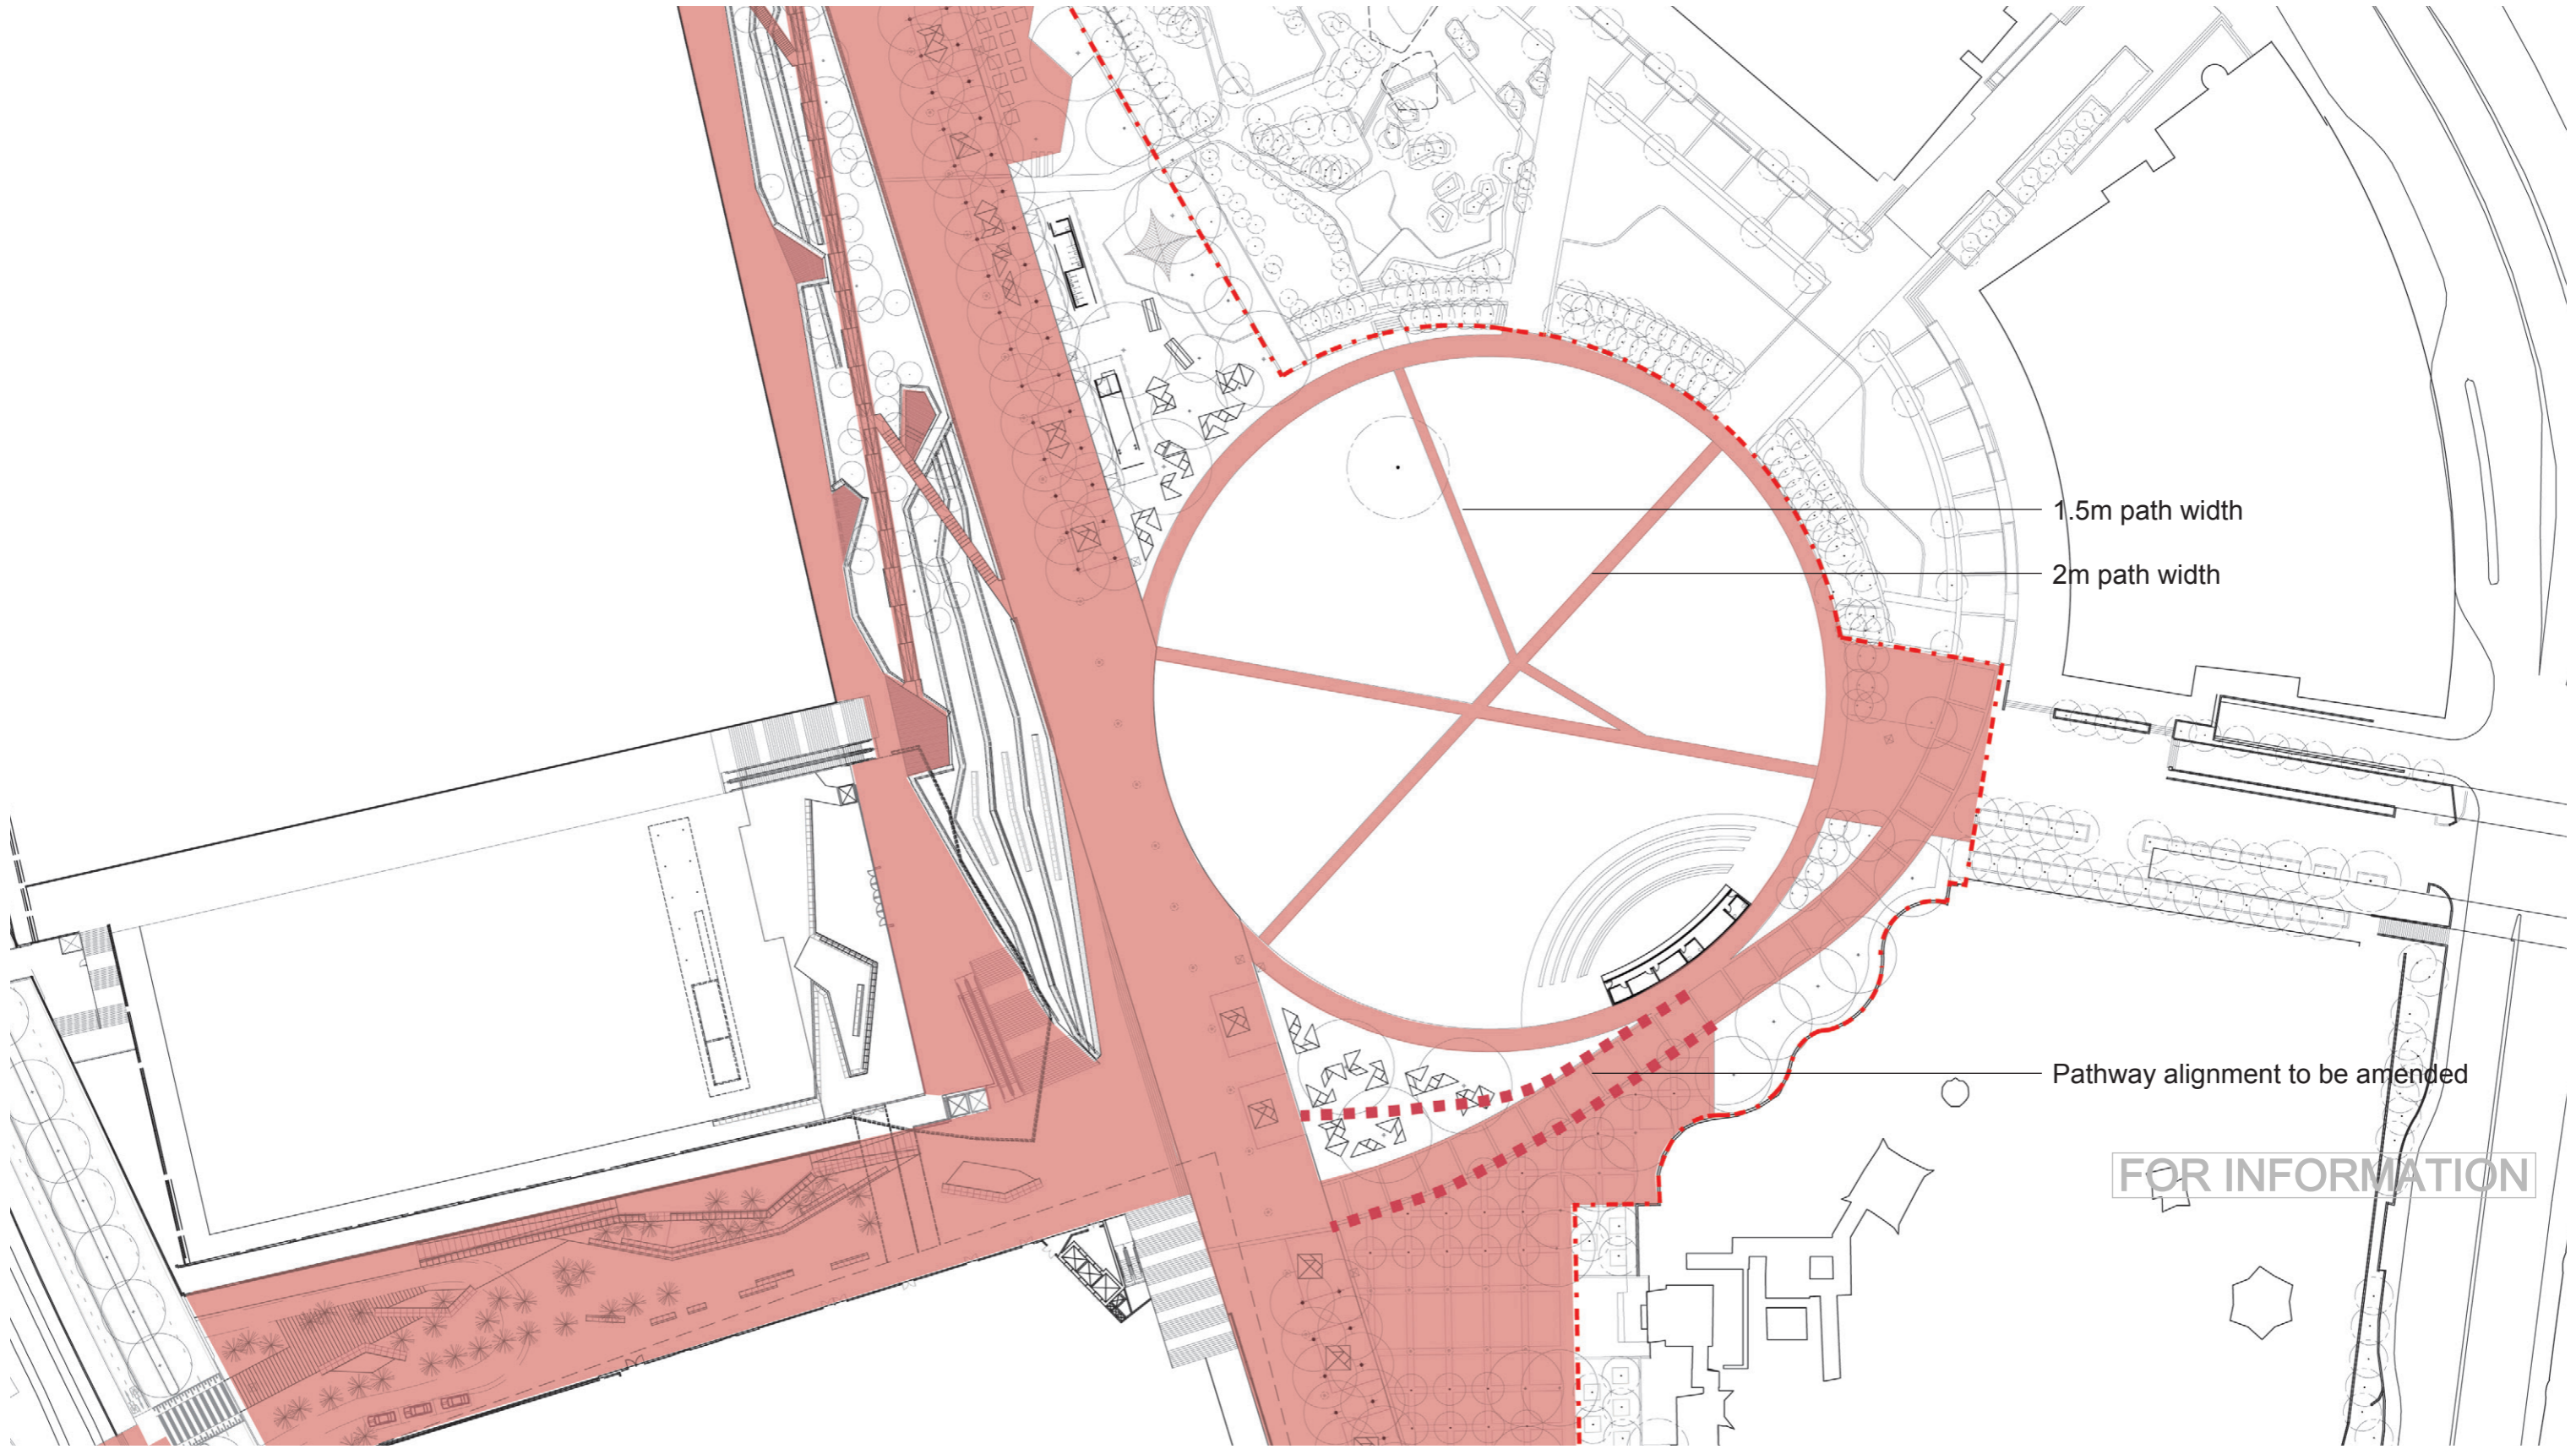 1.5m path width
2m path width
Pathway alignment to be amended
FOR INFORMATION